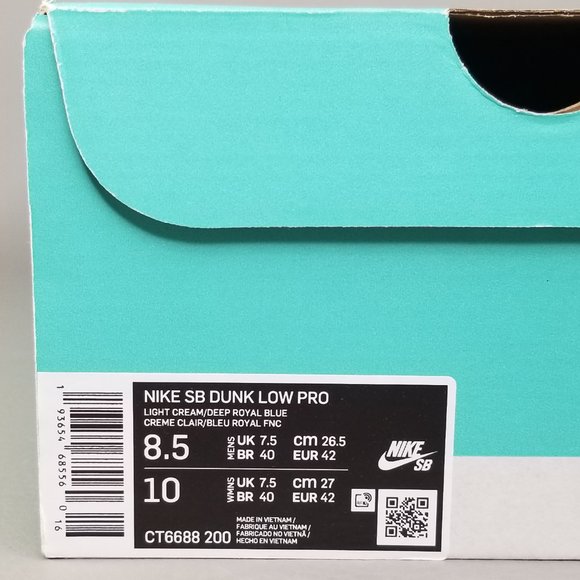 NIKE SB DUNK LOW PRO
LIGHT CREAM/DEEP ROYAL BLUE
CREME CLAIR/BLEU ROYAL FNC
8.5 MENS UK 7.5 cm 26.5
BR 40 EUR 42
10 WMNS UK 7.5 cm 27
BR 40 EUR 42
NIKE
SB
CT6688 200
MADE IN VIETNAM /
FABRIQUE AU VIETNAM /
FABRICADO NO VIETNÃ /
HECHO EN VIETNAM
1 93654 68556 0 16